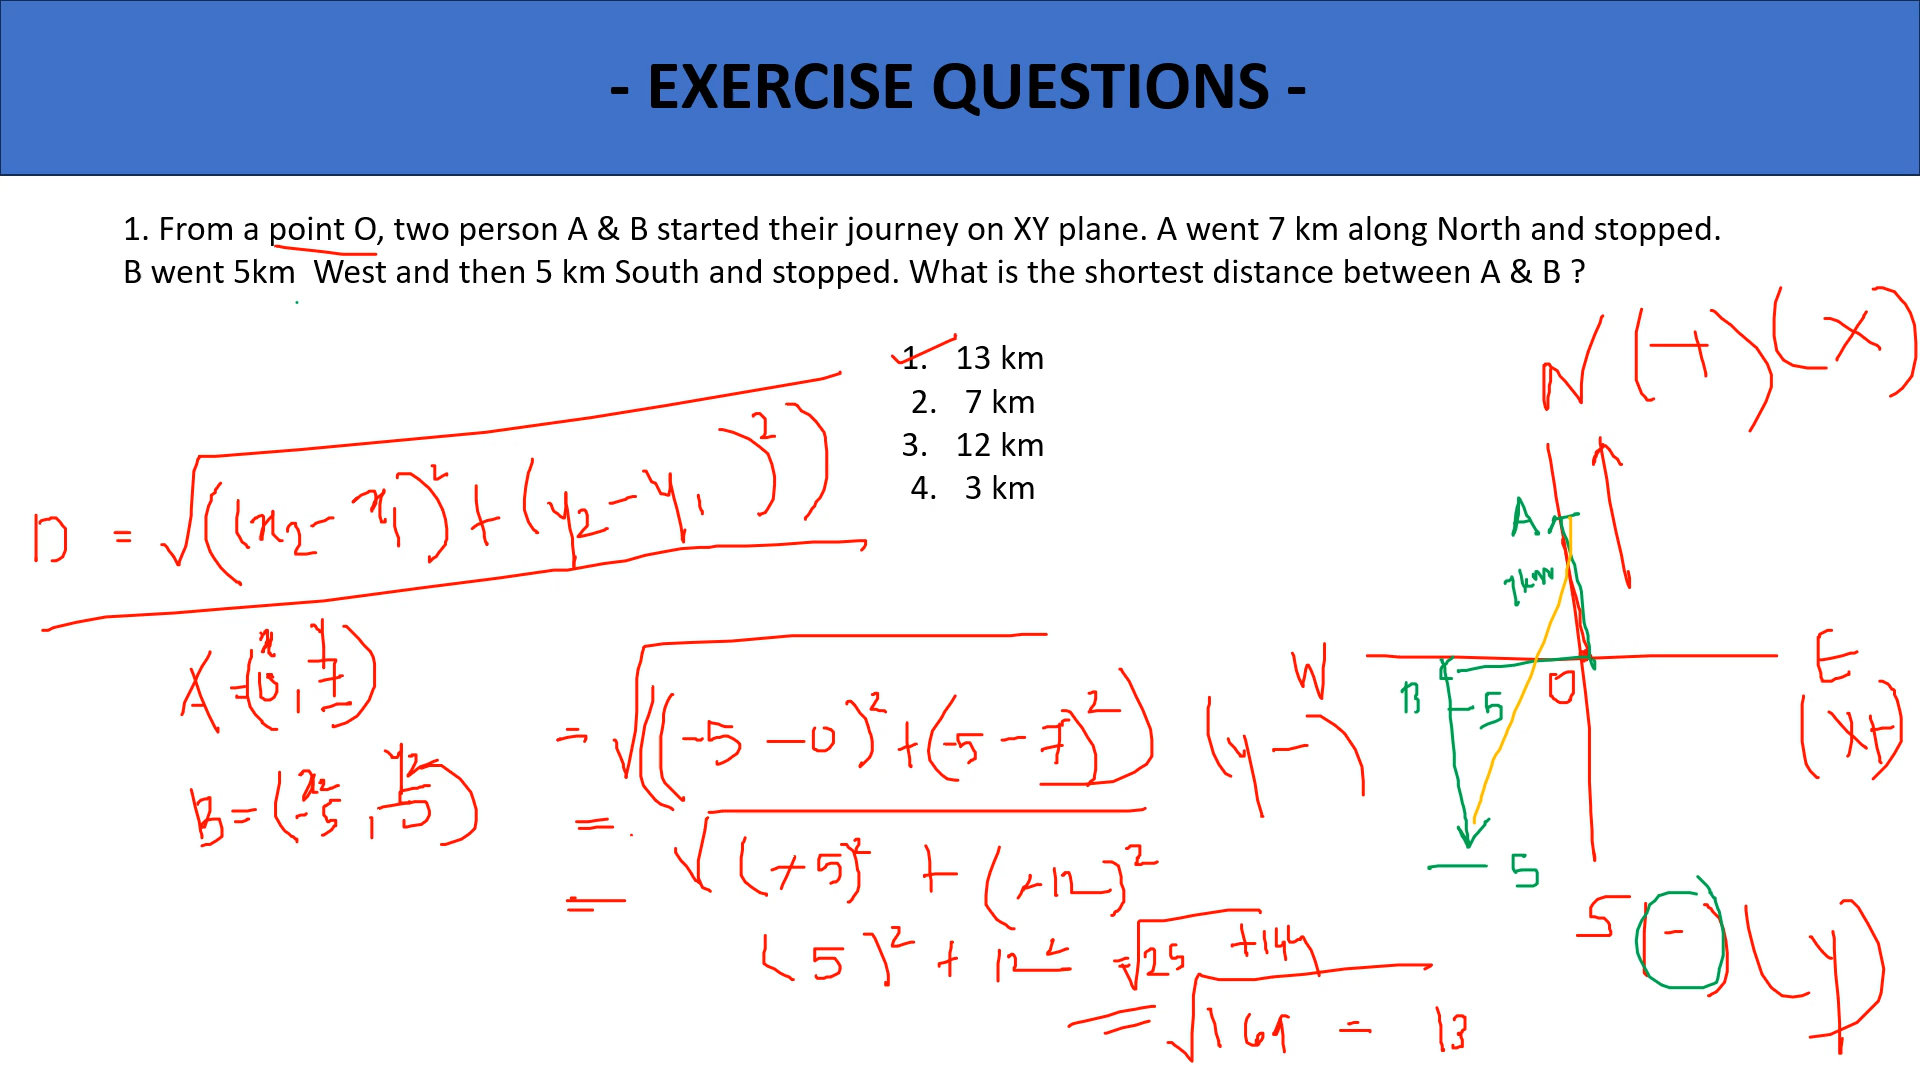 - EXERCISE QUESTIONS -
1. From a point O, two person A & B started their journey on XY plane. A went 7 km along North and stopped.
B went 5km West and then 5 km South and stopped. What is the shortest distance between A & B ?
1. 13 km
2. 7 km
3. 12 km
4. 3 km
D = √((x₂ - x₁)² + (y₂ - y₁)²)
x y
A = (0, 7)
x₂ y₂
B = (-5, -5)
= √((-5 - 0)² + (-5 - 7)²)
= √(+5)² + (+12)²
=
(5)² + 12² = √25 + 144
= √169 = 13
N (+) (X)
A
7km
W
E
O
B
-5
(y -)
(X+)
- 5
S (-) (y)